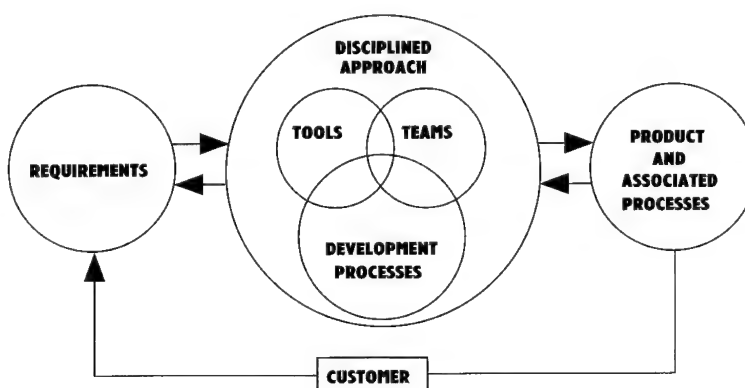 DISCIPLINED
APPROACH
TOOLS
TEAMS
REQUIREMENTS
DEVELOPMENT
PROCESSES
PRODUCT
AND
ASSOCIATED
PROCESSES
CUSTOMER